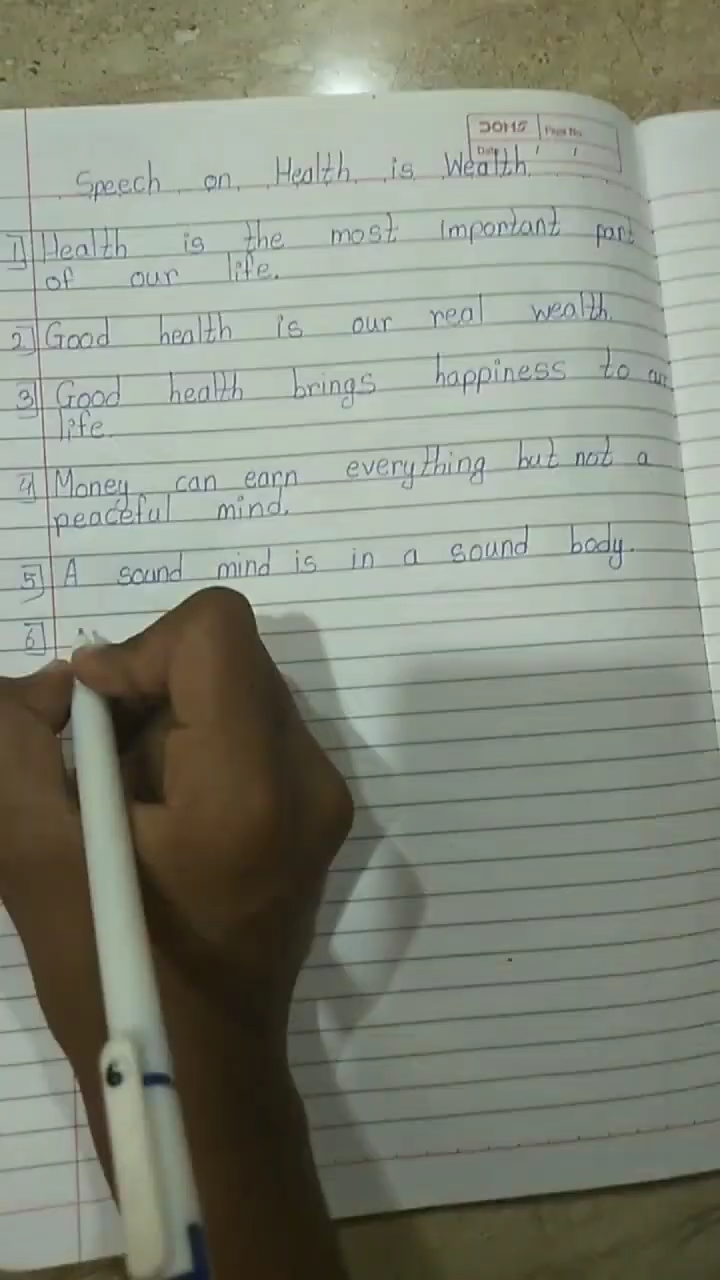 DOMS Page No.
Date / /
Speech on Health is Wealth
1] Health is the most important part
of our life.
2] Good health is our real wealth.
3] Good health brings happiness to
life.
4] Money can earn everything but not a
peaceful mind.
5] A sound mind is in a sound body.
6]